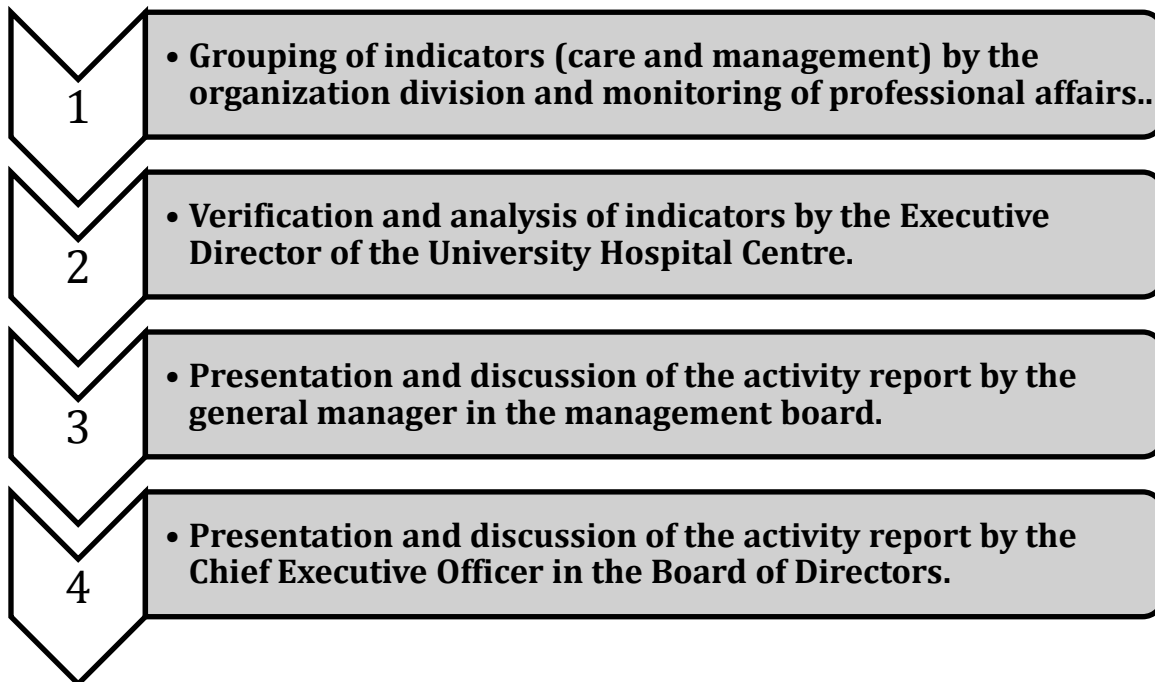 1
• Grouping of indicators (care and management) by the
organization division and monitoring of professional affairs..
2
• Verification and analysis of indicators by the Executive
Director of the University Hospital Centre.
3
• Presentation and discussion of the activity report by the
general manager in the management board.
4
• Presentation and discussion of the activity report by the
Chief Executive Officer in the Board of Directors.